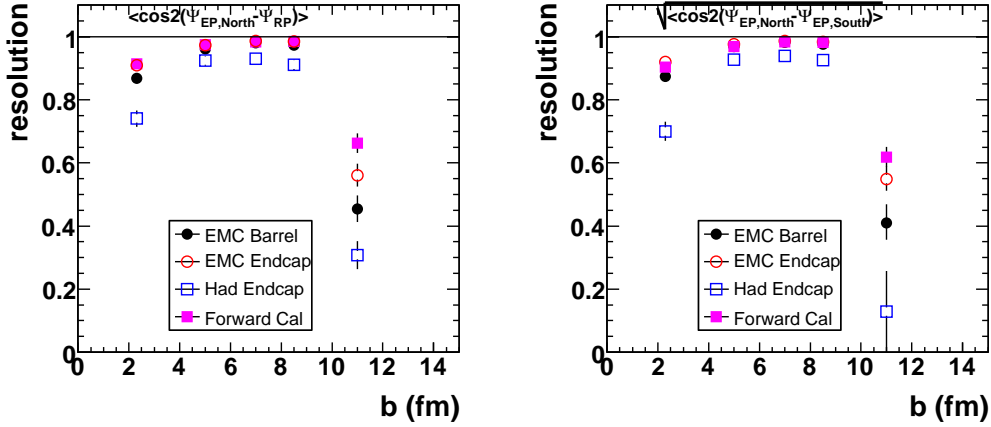 <cos2(Ψ_EP,North-Ψ_RP)>
resolution
1
0.8
0.6
0.4
0.2
0
EMC Barrel
EMC Endcap
Had Endcap
Forward Cal
0 2 4 6 8 10 12 14
b (fm)
√<cos2(Ψ_EP,North-Ψ_EP,South)>
resolution
1
0.8
0.6
0.4
0.2
0
EMC Barrel
EMC Endcap
Had Endcap
Forward Cal
0 2 4 6 8 10 12 14
b (fm)